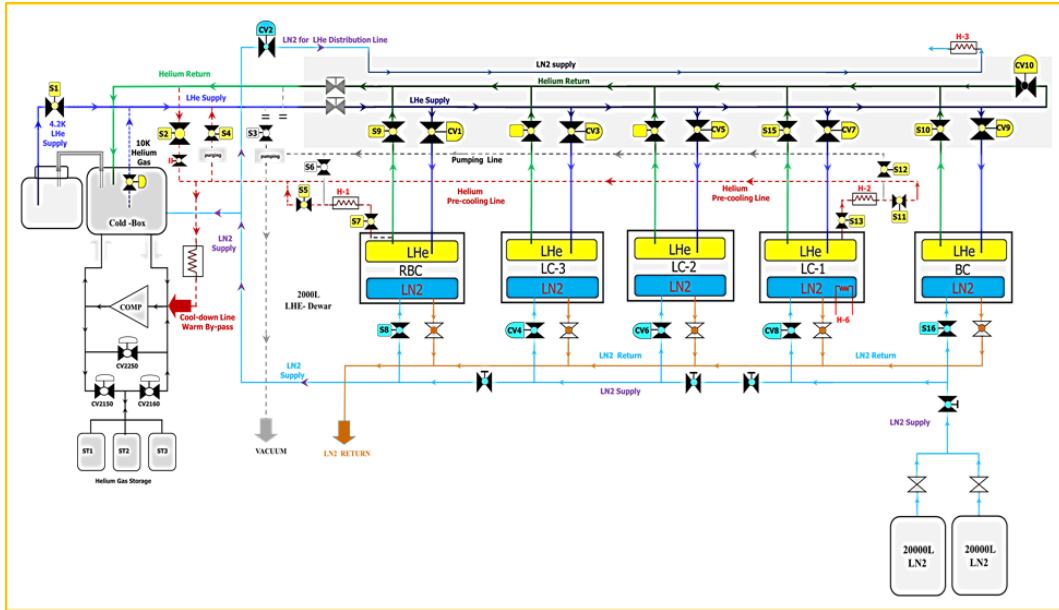 CV2
LN2 for LHe Distribution Line
H-3
LN2 supply
CV10
Helium Return
Helium Return
S1
LHe Supply
LHe Supply
4.2K
LHe
Supply
S2
S4
S3
S9
CV1
CV3
CV5
S15
CV7
S10
CV9
10K
Helium
Gas
purging
pumping
S6
Pumping Line
S12
S5
H-1
Helium
Pre-cooling Line
Helium
Pre-cooling Line
H-2
S11
S7
S13
Cold -Box
LN2
Supply
LHe
RBC
LN2
LHe
LC-3
LN2
LHe
LC-2
LN2
LHe
LC-1
LN2
LHe
BC
LN2
H-6
COMP
Cool-down Line
Warm By-pass
2000L
LHE- Dewar
S8
CV4
CV6
CV8
S16
CV2250
LN2 Return
LN2 Return
LN2
Supply
LN2 Supply
CV2150
CV2160
LN2 Supply
ST1
ST2
ST3
VACUUM
LN2 RETURN
Helium Gas Storage
20000L
LN2
20000L
LN2